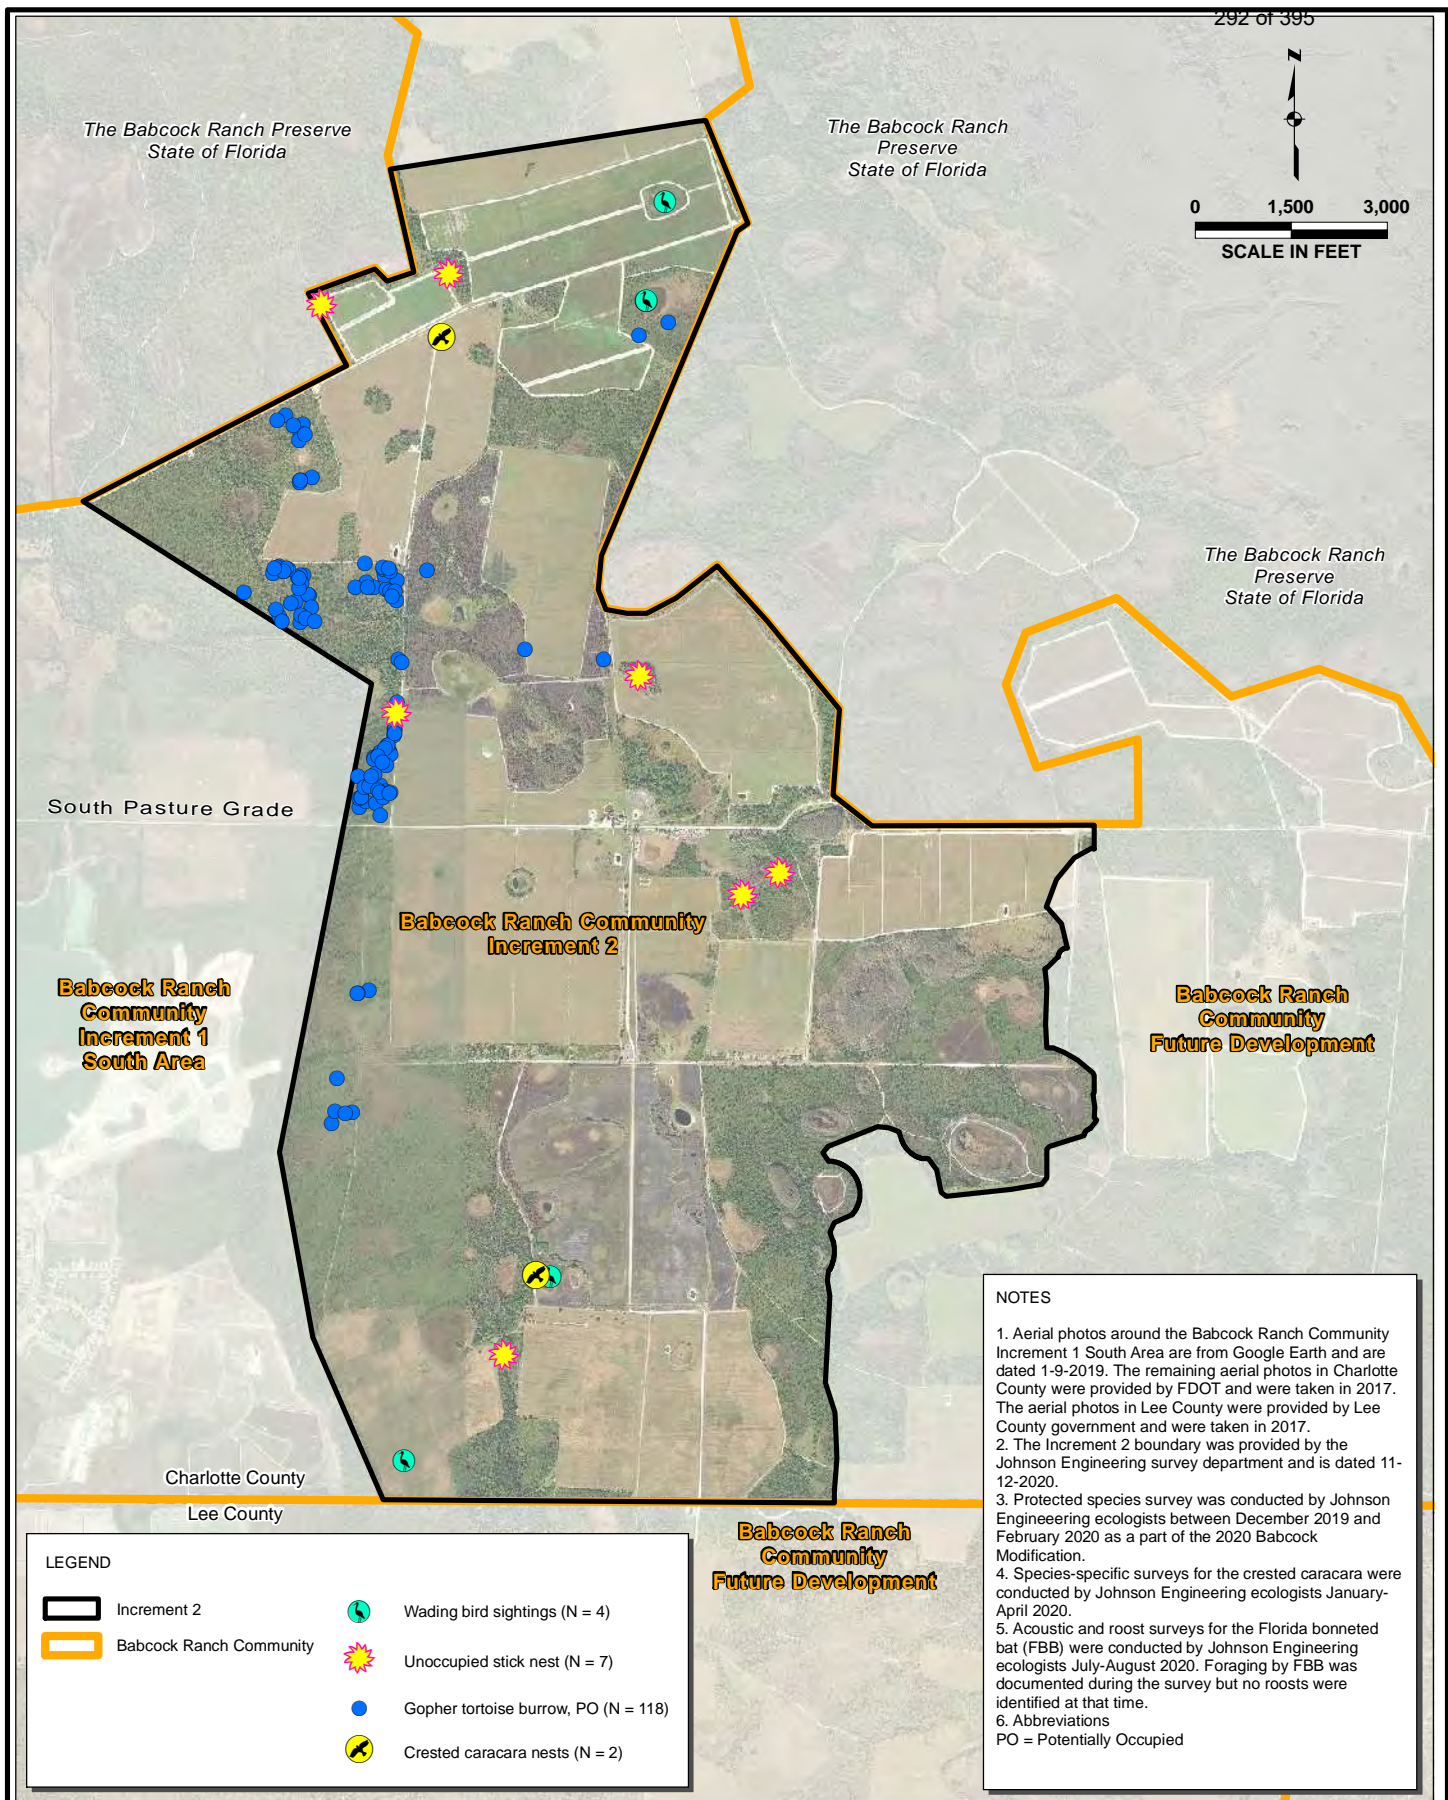 292 of 395
N
The Babcock Ranch Preserve
State of Florida
The Babcock Ranch
Preserve
State of Florida
0 1,500 3,000
SCALE IN FEET
The Babcock Ranch
Preserve
State of Florida
South Pasture Grade
Babcock Ranch Community
Increment 2
Babcock Ranch
Community
Increment 1
South Area
Babcock Ranch
Community
Future Development
Charlotte County
Lee County
Babcock Ranch
Community
Future Development
LEGEND
Increment 2
Babcock Ranch Community
Wading bird sightings (N = 4)
Unoccupied stick nest (N = 7)
Gopher tortoise burrow, PO (N = 118)
Crested caracara nests (N = 2)
NOTES
1. Aerial photos around the Babcock Ranch Community
Increment 1 South Area are from Google Earth and are
dated 1-9-2019. The remaining aerial photos in Charlotte
County were provided by FDOT and were taken in 2017.
The aerial photos in Lee County were provided by Lee
County government and were taken in 2017.
2. The Increment 2 boundary was provided by the
Johnson Engineering survey department and is dated 11-
12-2020.
3. Protected species survey was conducted by Johnson
Engineeering ecologists between December 2019 and
February 2020 as a part of the 2020 Babcock
Modification.
4. Species-specific surveys for the crested caracara were
conducted by Johnson Engineering ecologists January-
April 2020.
5. Acoustic and roost surveys for the Florida bonneted
bat (FBB) were conducted by Johnson Engineering
ecologists July-August 2020. Foraging by FBB was
documented during the survey but no roosts were
identified at that time.
6. Abbreviations
PO = Potentially Occupied